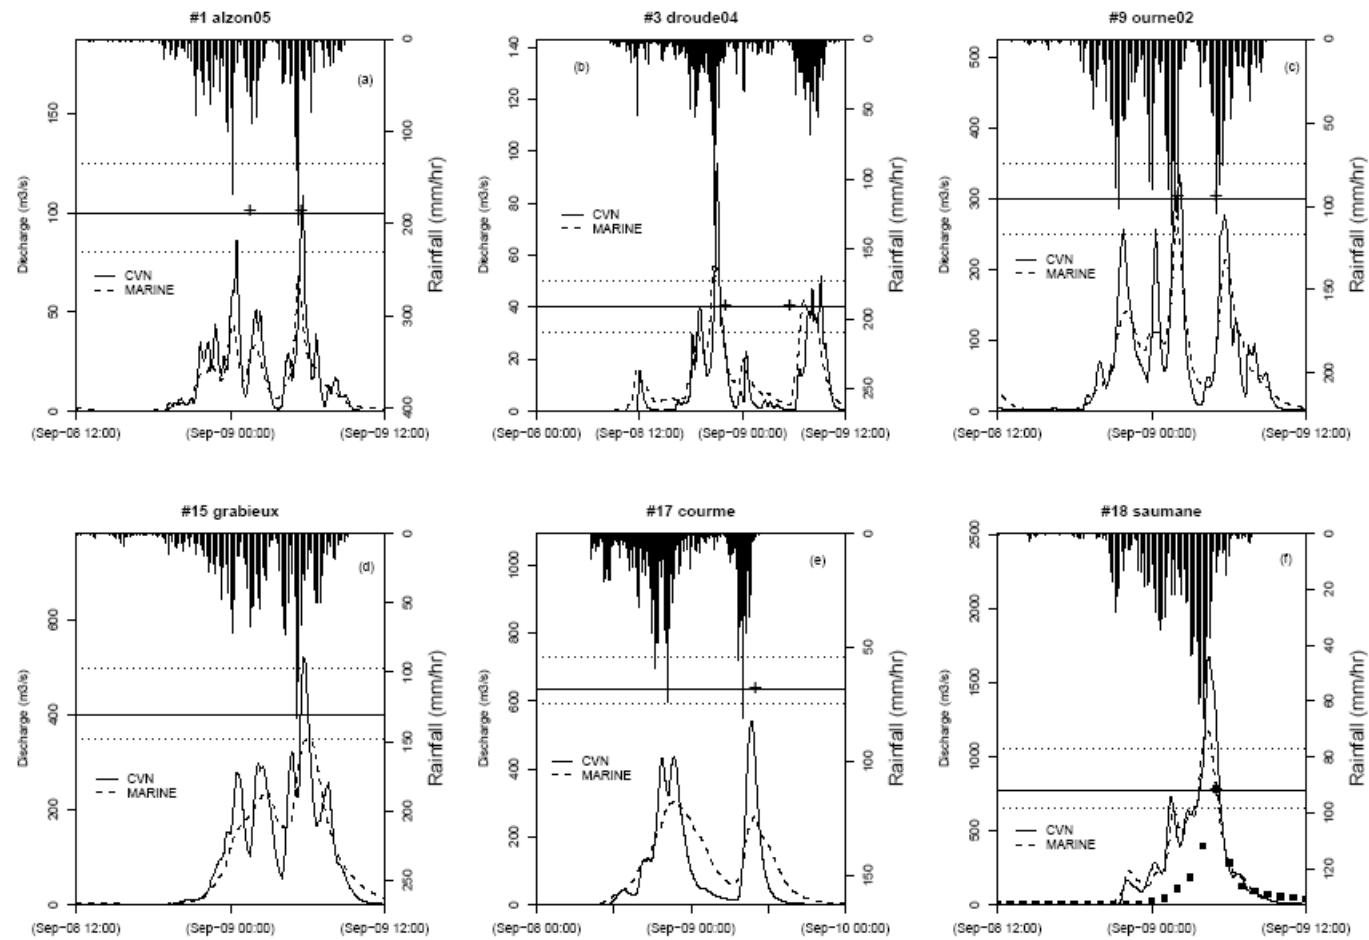 #1 alzon05
Discharge (m3/s)
0
50
100
150
0
100
200
300
400
Rainfall (mm/hr)
(a)
CVN
MARINE
(Sep-08 12:00)
(Sep-09 00:00)
(Sep-09 12:00)
#3 droude04
Discharge (m3/s)
0
20
40
60
80
100
120
140
0
50
100
150
200
250
Rainfall (mm/hr)
(b)
CVN
MARINE
(Sep-08 00:00)
(Sep-08 12:00)
(Sep-09 00:00)
(Sep-09 12:00)
#9 ourne02
Discharge (m3/s)
0
100
200
300
400
500
0
50
100
150
200
Rainfall (mm/hr)
(c)
CVN
MARINE
(Sep-08 12:00)
(Sep-09 00:00)
(Sep-09 12:00)
#15 grabieux
Discharge (m3/s)
0
200
400
600
0
50
100
150
200
250
Rainfall (mm/hr)
(d)
CVN
MARINE
(Sep-08 12:00)
(Sep-09 00:00)
(Sep-09 12:00)
#17 courme
Discharge (m3/s)
0
200
400
600
800
1000
0
50
100
150
Rainfall (mm/hr)
(e)
CVN
MARINE
(Sep-08 00:00)
(Sep-09 00:00)
(Sep-10 00:00)
#18 saumane
Discharge (m3/s)
0
500
1000
1500
2000
2500
0
20
40
60
80
100
120
Rainfall (mm/hr)
(f)
CVN
MARINE
(Sep-08 12:00)
(Sep-09 00:00)
(Sep-09 12:00)